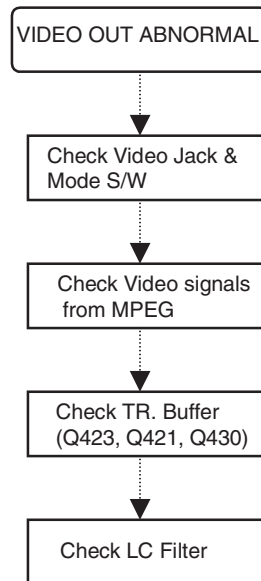 VIDEO OUT ABNORMAL
Check Video Jack &
Mode S/W
Check Video signals
from MPEG
Check TR. Buffer
(Q423, Q421, Q430)
Check LC Filter